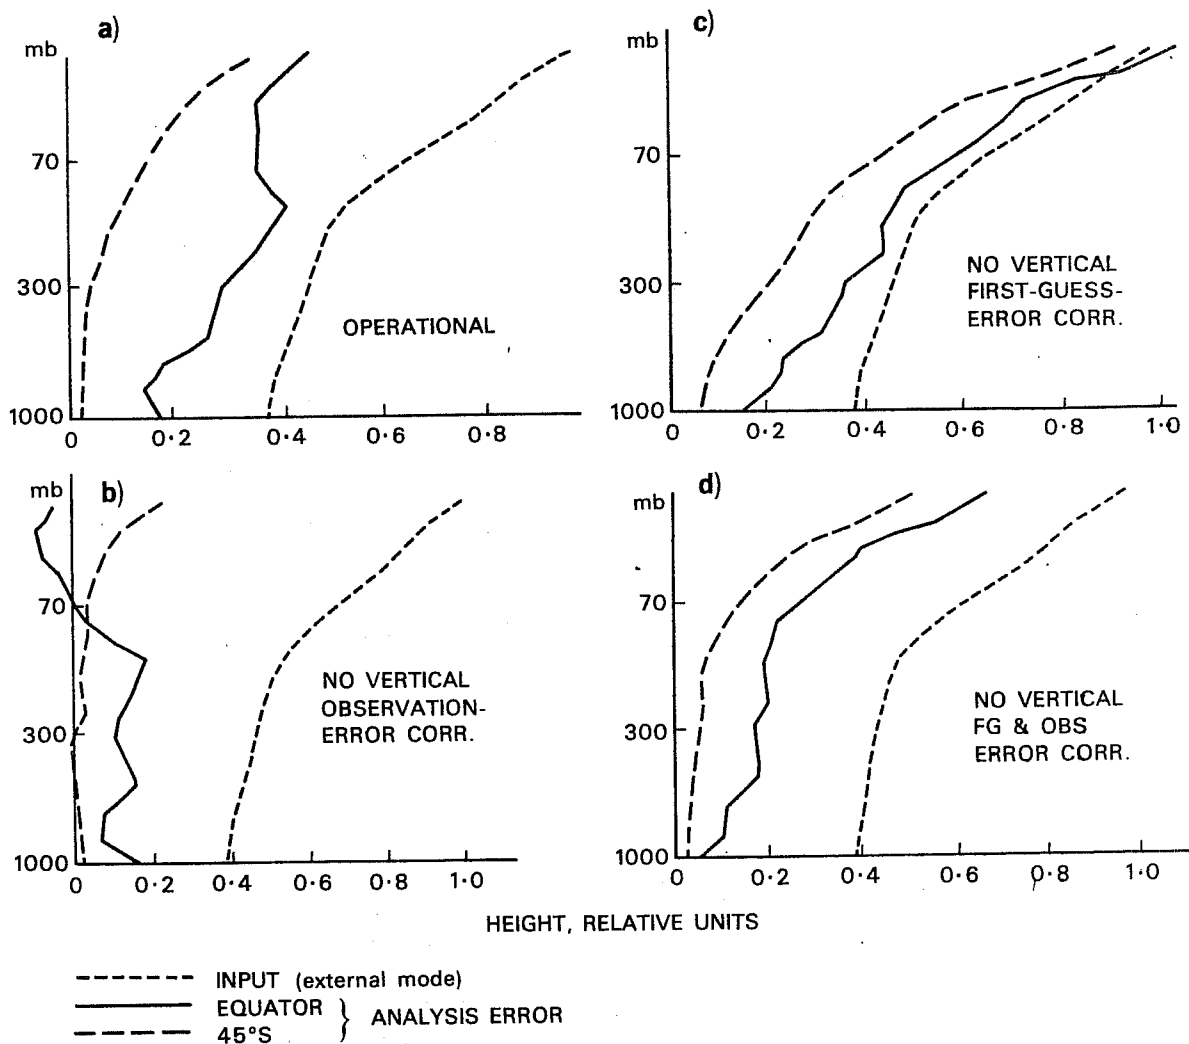 a)
mb
70
300
1000
OPERATIONAL
0 0·2 0·4 0·6 0·8
c)
mb
70
300
1000
NO VERTICAL
FIRST-GUESS-
ERROR CORR.
0 0·2 0·4 0·6 0·8 1·0
b)
mb
70
300
1000
NO VERTICAL
OBSERVATION-
ERROR CORR.
0 0·2 0·4 0·6 0·8 1·0
d)
mb
70
300
1000
NO VERTICAL
FG & OBS
ERROR CORR.
0 0·2 0·4 0·6 0·8 1·0
HEIGHT, RELATIVE UNITS
INPUT (external mode)
EQUATOR
45°S
} ANALYSIS ERROR